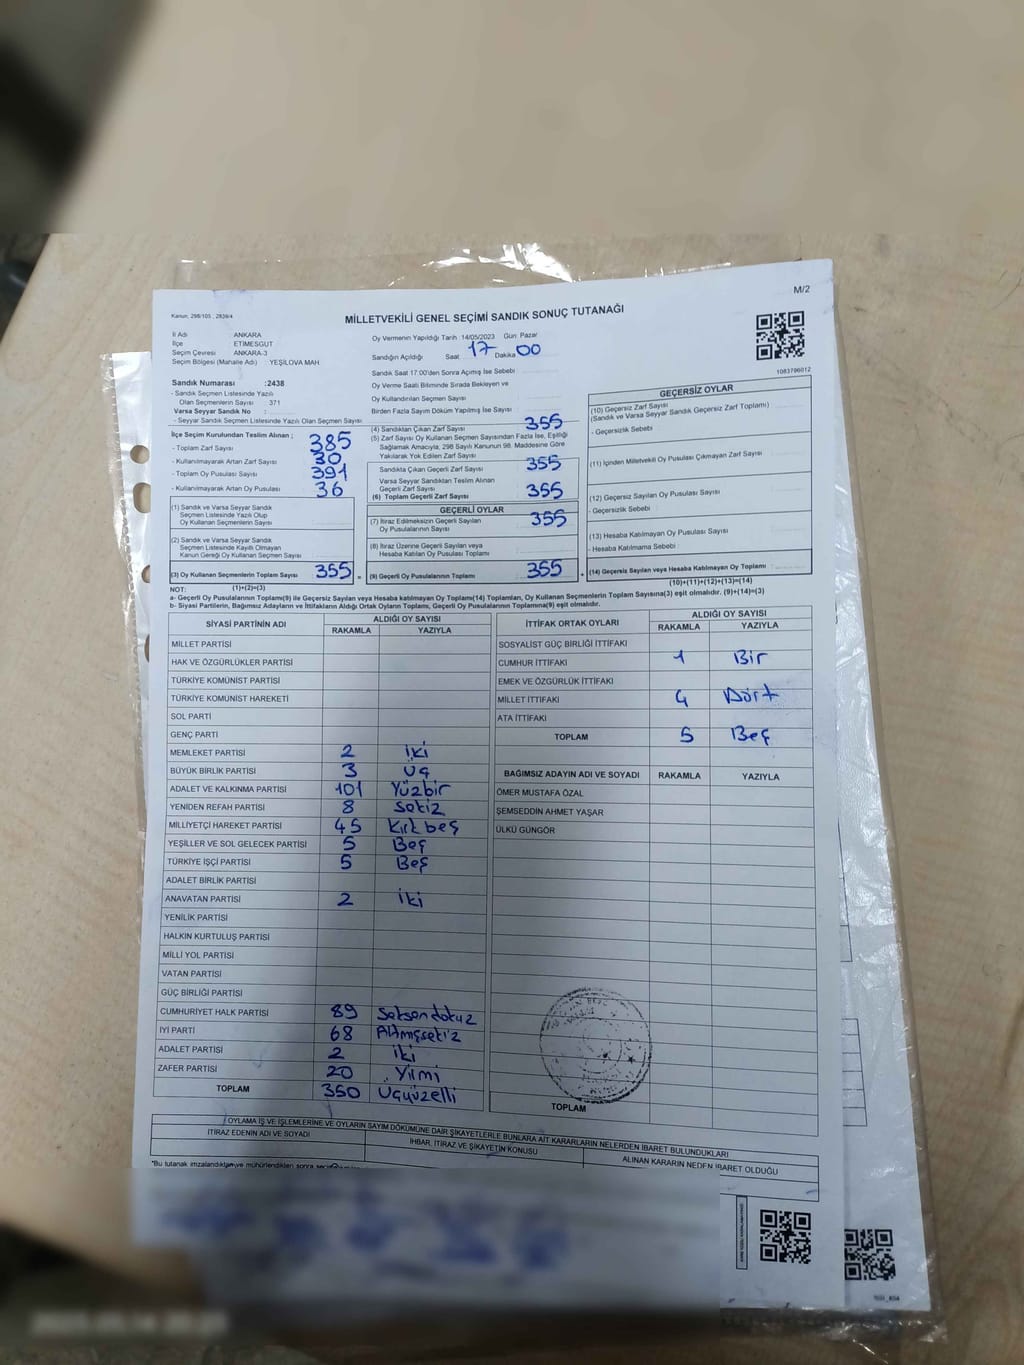 M/2
Kanun: 298/105 , 2839/4
MİLLETVEKİLİ GENEL SEÇİMİ SANDIK SONUÇ TUTANAĞI
İl Adı : ANKARA
İlçe : ETİMESGUT
Seçim Çevresi : ANKARA-3
Seçim Bölgesi (Mahalle Adı) : YEŞİLOVA MAH
Sandık Numarası :2438
- Sandık Seçmen Listesinde Yazılı
Olan Seçmenlerin Sayısı : 371
Varsa Seyyar Sandık No :
- Seyyar Sandık Seçmen Listesinde Yazılı Olan Seçmen Sayısı
İlçe Seçim Kurulundan Teslim Alınan ;
- Toplam Zarf Sayısı 385
- Kullanılmayarak Artan Zarf Sayısı 30
- Toplam Oy Pusulası Sayısı 391
- Kullanılmayarak Artan Oy Pusulası 36
(1) Sandık ve Varsa Seyyar Sandık
Seçmen Listesinde Yazılı Olup
Oy Kullanan Seçmenlerin Sayısı
(2) Sandık ve Varsa Seyyar Sandık
Seçmen Listesinde Kayıtlı Olmayan
Kanun Gereği Oy Kullanan Seçmen Sayısı
(3) Oy Kullanan Seçmenlerin Toplam Sayısı 355 =
(1)+(2)=(3)
Oy Vermenin Yapıldığı Tarih 14/05/2023 Gün: Pazar
Sandığın Açıldığı Saat 17 Dakika 00
Sandık Saat 17:00'den Sonra Açılmış İse Sebebi
Oy Verme Saati Bitiminde Sırada Bekleyen ve
Oy Kullandırılan Seçmen Sayısı
Birden Fazla Sayım Döküm Yapılmış İse Sayısı
(4) Sandıktan Çıkan Zarf Sayısı 355
(5) Zarf Sayısı Oy Kullanan Seçmen Sayısından Fazla İse, Eşitliği
Sağlamak Amacıyla; 298 Sayılı Kanunun 98. Maddesine Göre
Yakılarak Yok Edilen Zarf Sayısı
Sandıkta Çıkan Geçerli Zarf Sayısı 355
Varsa Seyyar Sandıktan Teslim Alınan
Geçerli Zarf Sayısı
(6) Toplam Geçerli Zarf Sayısı 355
GEÇERLİ OYLAR
(7) İtiraz Edilmeksizin Geçerli Sayılan
Oy Pusulalarının Sayısı 355
(8) İtiraz Üzerine Geçerli Sayılan veya
Hesaba Katılan Oy Pusulası Toplamı
(9) Geçerli Oy Pusulalarının Toplamı 355 +
1083796012
GEÇERSİZ OYLAR
(10) Geçersiz Zarf Sayısı
(Sandık ve Varsa Seyyar Sandık Geçersiz Zarf Toplamı)
- Geçersizlik Sebebi
(11) İçinden Milletvekili Oy Pusulası Çıkmayan Zarf Sayısı
(12) Geçersiz Sayılan Oy Pusulası Sayısı
- Geçersizlik Sebebi
(13) Hesaba Katılmayan Oy Pusulası Sayısı
- Hesaba Katılmama Sebebi :
(14) Geçersiz Sayılan veya Hesaba Katılmayan Oy Toplamı
(10)+(11)+(12)+(13)=(14)
NOT:
a- Geçerli Oy Pusulalarının Toplamı(9) ile Geçersiz Sayılan veya Hesaba katılmayan Oy Toplamı(14) Toplamları, Oy Kullanan Seçmenlerin Toplam Sayısına(3) eşit olmalıdır. (9)+(14)=(3)
b- Siyasi Partilerin, Bağımsız Adayların ve İttifakların Aldığı Ortak Oyların Toplamı, Geçerli Oy Pusulalarının Toplamına(9) eşit olmalıdır.
SİYASİ PARTİNİN ADI ALDIĞI OY SAYISI
RAKAMLA YAZIYLA
MİLLET PARTİSİ
HAK VE ÖZGÜRLÜKLER PARTİSİ
TÜRKİYE KOMÜNİST PARTİSİ
TÜRKİYE KOMÜNİST HAREKETİ
SOL PARTİ
GENÇ PARTİ
MEMLEKET PARTİSİ 2 iki
BÜYÜK BİRLİK PARTİSİ 3 üç
ADALET VE KALKINMA PARTİSİ 101 Yüzbir
YENİDEN REFAH PARTİSİ 8 sekiz
MİLLİYETÇİ HAREKET PARTİSİ 45 Kırkbeş
YEŞİLLER VE SOL GELECEK PARTİSİ 5 Beş
TÜRKİYE İŞÇİ PARTİSİ 5 Beş
ADALET BİRLİK PARTİSİ
ANAVATAN PARTİSİ 2 iki
YENİLİK PARTİSİ
HALKIN KURTULUŞ PARTİSİ
MİLLİ YOL PARTİSİ
VATAN PARTİSİ
GÜÇ BİRLİĞİ PARTİSİ
CUMHURİYET HALK PARTİSİ 89 Seksendokuz
İYİ PARTİ 68 Altmışsekiz
ADALET PARTİSİ 2 iki
ZAFER PARTİSİ 20 Yirmi
TOPLAM 350 Üçyüzelli
İTTİFAK ORTAK OYLARI ALDIĞI OY SAYISI
RAKAMLA YAZIYLA
SOSYALİST GÜÇ BİRLİĞİ İTTİFAKI
CUMHUR İTTİFAKI 1 Bir
EMEK VE ÖZGÜRLÜK İTTİFAKI
MİLLET İTTİFAKI 4 Dört
ATA İTTİFAKI
TOPLAM 5 Beş
BAĞIMSIZ ADAYIN ADI VE SOYADI RAKAMLA YAZIYLA
ÖMER MUSTAFA ÖZAL
ŞEMSEDDİN AHMET YAŞAR
ÜLKÜ GÜNGÖR
TOPLAM
OYLAMA İŞ VE İŞLEMLERİNE VE OYLARIN SAYIM DÖKÜMÜNE DAİR ŞİKAYETLERLE BUNLARA AİT KARARLARIN NELERDEN İBARET BULUNDUKLARI
İTİRAZ EDENİN ADI VE SOYADI İHBAR, İTİRAZ VE ŞİKAYETİN KONUSU ALINAN KARARIN NEDEN İBARET OLDUĞU
*Bu tutanak imzalandıktan ve mühürlendikten sonra